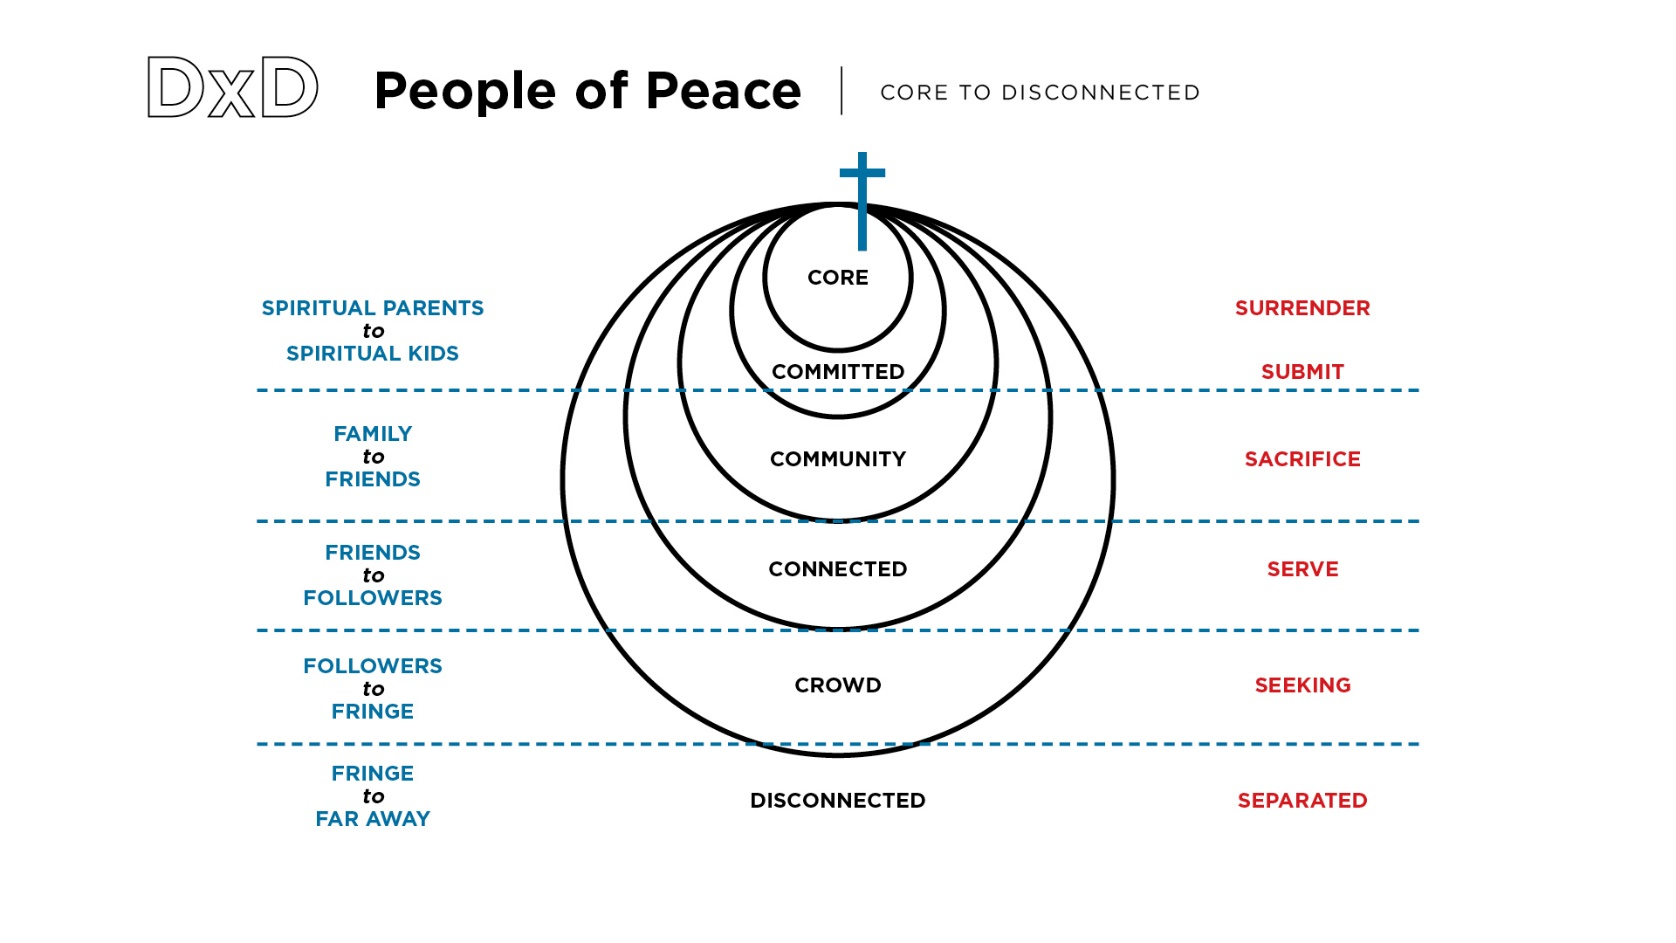 DxD People of Peace CORE TO DISCONNECTED
CORE
SPIRITUAL PARENTS
to
SPIRITUAL KIDS
SURRENDER
COMMITTED
SUBMIT
FAMILY
to
FRIENDS
COMMUNITY
SACRIFICE
FRIENDS
to
FOLLOWERS
CONNECTED
SERVE
FOLLOWERS
to
FRINGE
CROWD
SEEKING
FRINGE
to
FAR AWAY
DISCONNECTED
SEPARATED